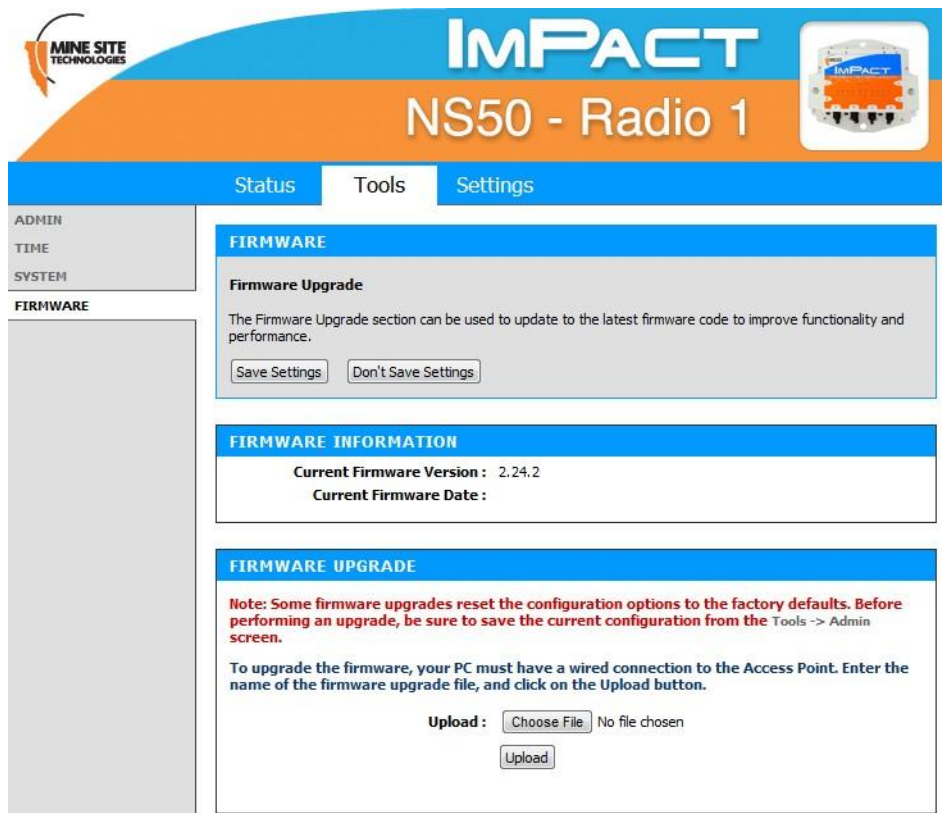 MINE SITE
TECHNOLOGIES
IMPACT
NS50 - Radio 1
IMPACT
Status Tools Settings
ADMIN
TIME
SYSTEM
FIRMWARE
FIRMWARE
Firmware Upgrade
The Firmware Upgrade section can be used to update to the latest firmware code to improve functionality and
performance.
Save Settings Don't Save Settings
FIRMWARE INFORMATION
Current Firmware Version : 2.24.2
Current Firmware Date :
FIRMWARE UPGRADE
Note: Some firmware upgrades reset the configuration options to the factory defaults. Before
performing an upgrade, be sure to save the current configuration from the Tools -> Admin
screen.
To upgrade the firmware, your PC must have a wired connection to the Access Point. Enter the
name of the firmware upgrade file, and click on the Upload button.
Upload : Choose File No file chosen
Upload